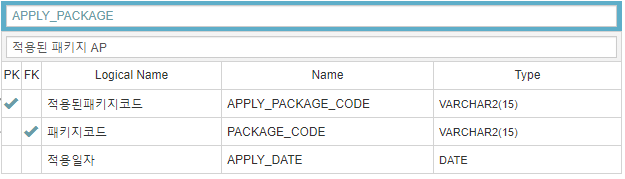 APPLY_PACKAGE
적용된 패키지 AP
PK FK Logical Name Name Type
적용된패키지코드 APPLY_PACKAGE_CODE VARCHAR2(15)
패키지코드 PACKAGE_CODE VARCHAR2(15)
적용일자 APPLY_DATE DATE